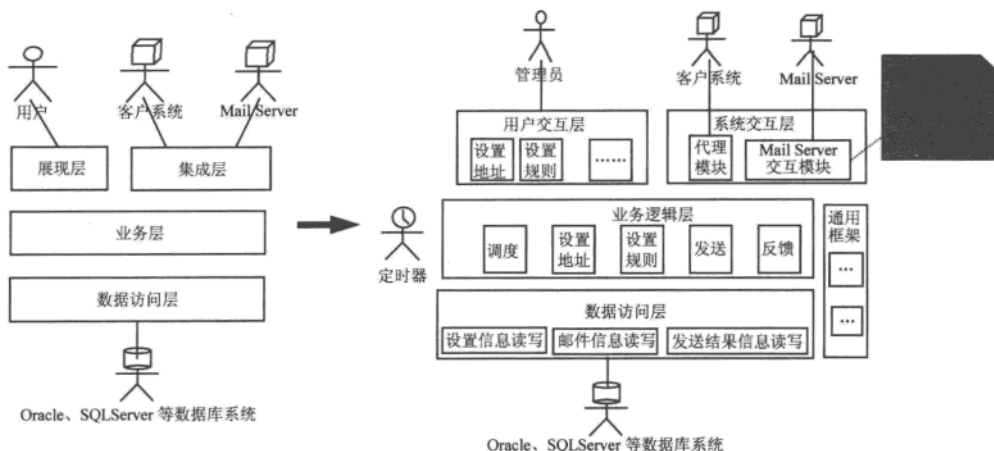 用户
客户系统
Mail Server
展现层
集成层
业务层
数据访问层
Oracle、SQLServer 等数据库系统
管理员
客户系统
Mail Server
用户交互层
设置
地址
设置
规则
……
系统交互层
代理
模块
Mail Server
交互模块
定时器
业务逻辑层
调度
设置
地址
设置
规则
发送
反馈
通用
框架
...
...
数据访问层
设置信息读写
邮件信息读写
发送结果信息读写
Oracle、SQLServer 等数据库系统